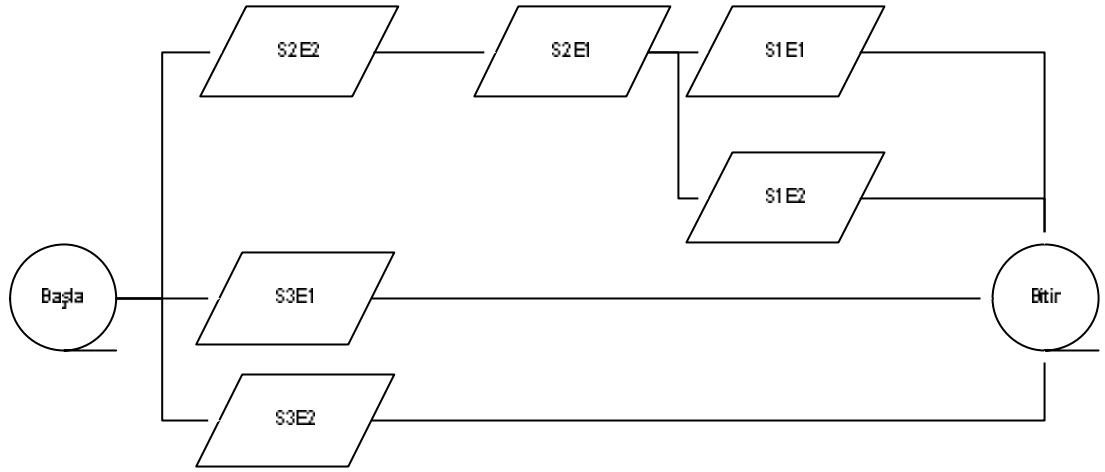 S2E2
S2E1
S1E1
S1E2
Başla
S3E1
Bitir
S3E2